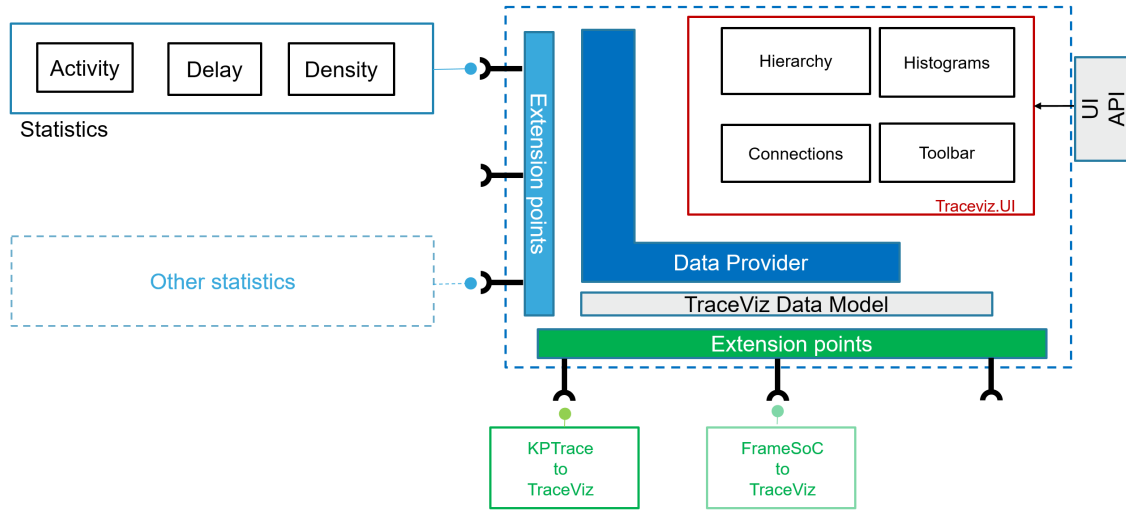 Activity
Delay
Density
Statistics
Other statistics
Extension points
Hierarchy
Histograms
Connections
Toolbar
Traceviz.UI
UI
API
Data Provider
TraceViz Data Model
Extension points
KPTrace
to
TraceViz
FrameSoC
to
TraceViz